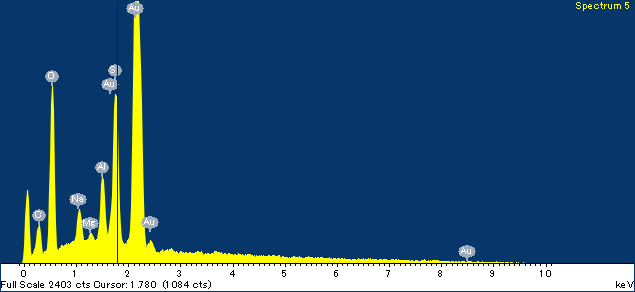 Spectrum 5
Au
O
Si
Au
Al
Na
C
Mg
Au
Au
0 1 2 3 4 5 6 7 8 9 10
Full Scale 2403 cts Cursor: 1.780 (1084 cts) keV